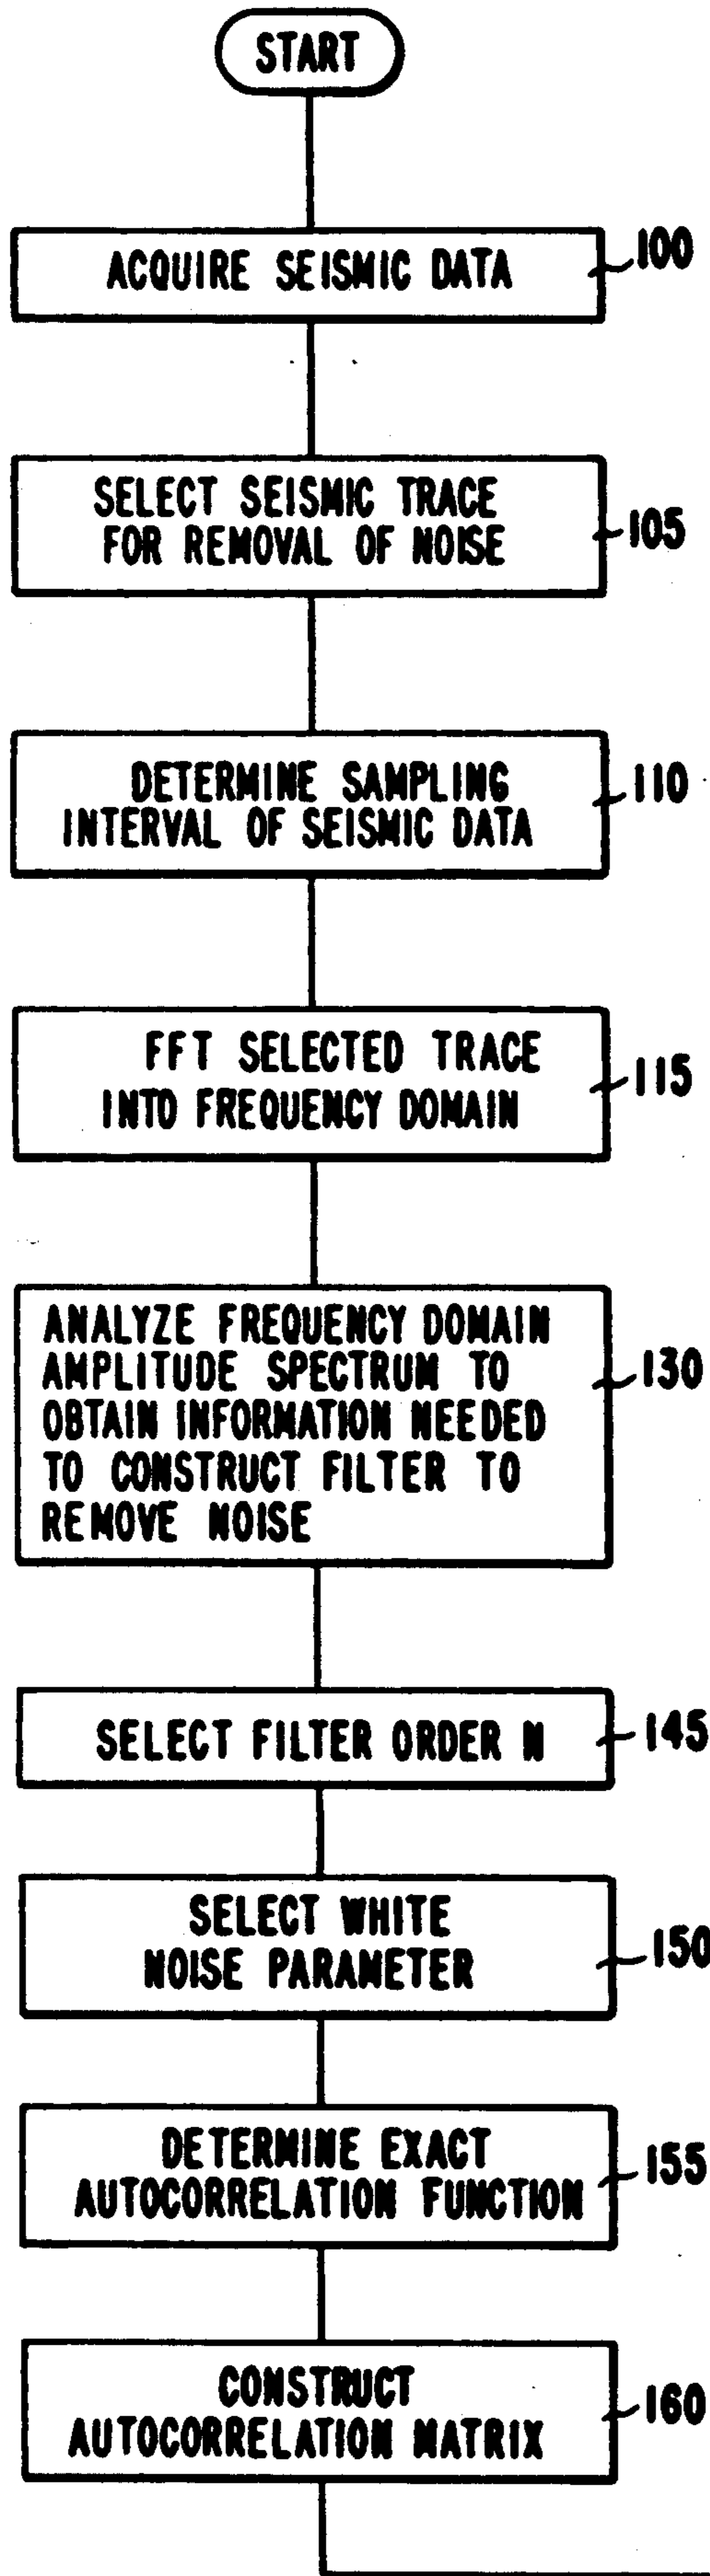 START
ACQUIRE SEISMIC DATA
100
SELECT SEISMIC TRACE
FOR REMOVAL OF NOISE
105
DETERMINE SAMPLING
INTERVAL OF SEISMIC DATA
110
FFT SELECTED TRACE
INTO FREQUENCY DOMAIN
115
ANALYZE FREQUENCY DOMAIN
AMPLITUDE SPECTRUM TO
OBTAIN INFORMATION NEEDED
TO CONSTRUCT FILTER TO
REMOVE NOISE
130
SELECT FILTER ORDER N
145
SELECT WHITE
NOISE PARAMETER
150
DETERMINE EXACT
AUTOCORRELATION FUNCTION
155
CONSTRUCT
AUTOCORRELATION MATRIX
160